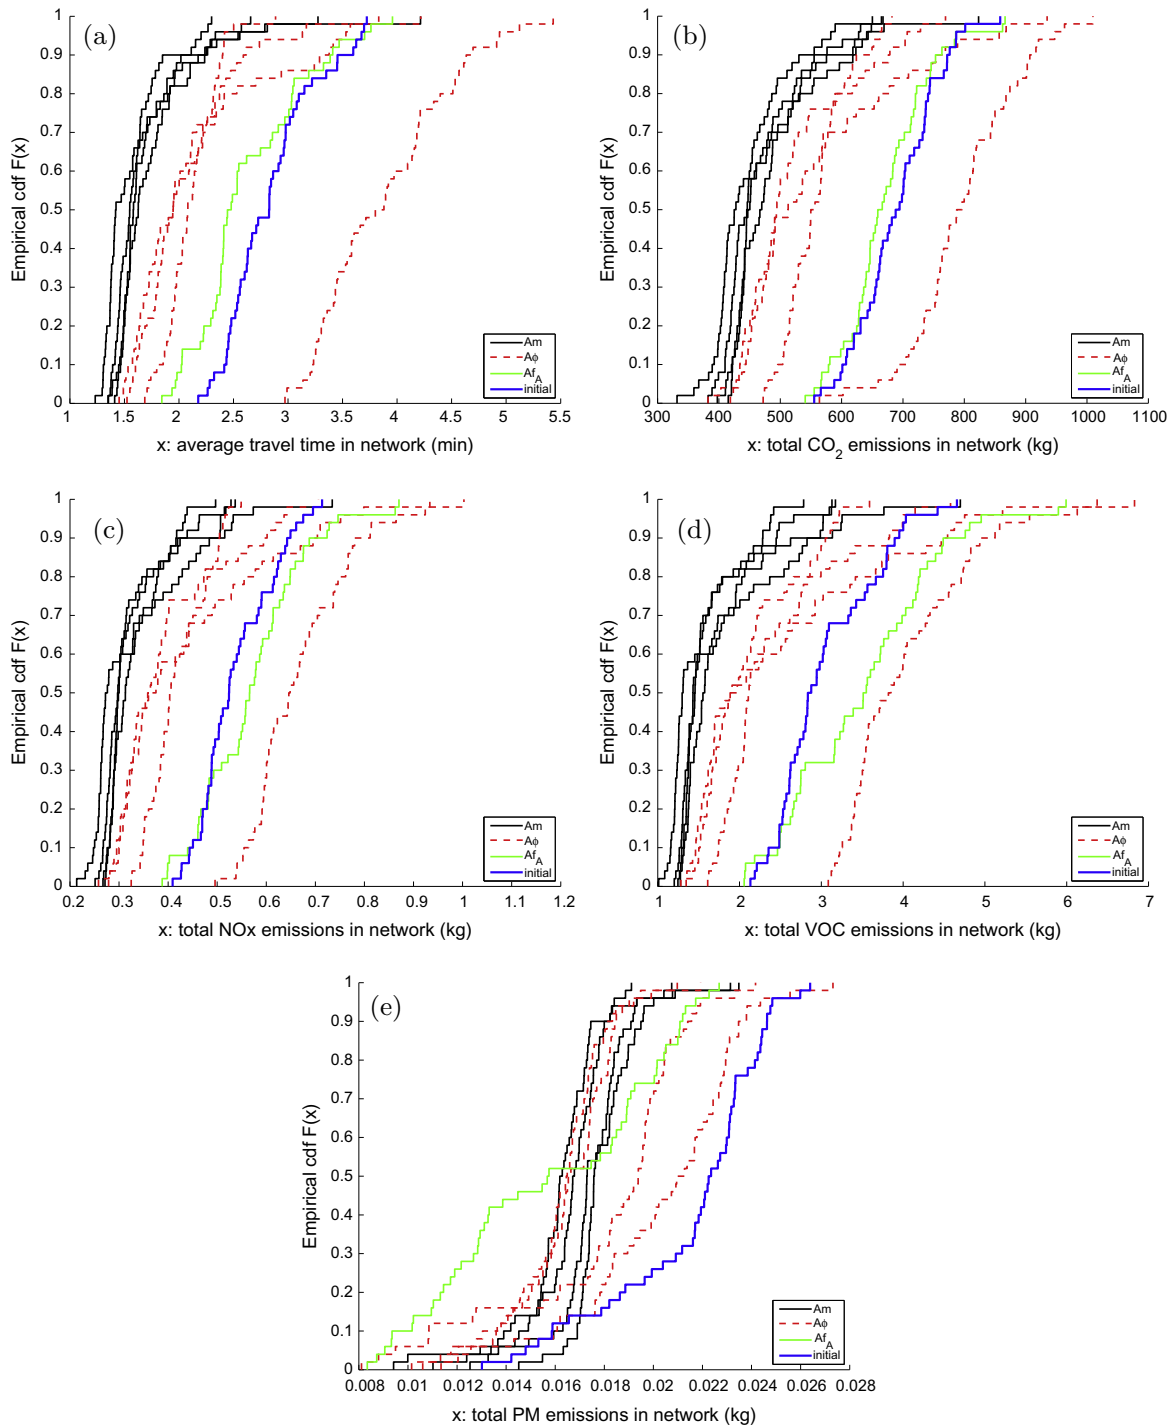 (a)
Empirical cdf F(x)
1
0.9
0.8
0.7
0.6
0.5
0.4
0.3
0.2
0.1
0
1 1.5 2 2.5 3 3.5 4 4.5 5 5.5
x: average travel time in network (min)
Am
Aϕ
Af_A
initial
(b)
Empirical cdf F(x)
1
0.9
0.8
0.7
0.6
0.5
0.4
0.3
0.2
0.1
0
300 400 500 600 700 800 900 1000 1100
x: total CO₂ emissions in network (kg)
Am
Aϕ
Af_A
initial
(c)
Empirical cdf F(x)
1
0.9
0.8
0.7
0.6
0.5
0.4
0.3
0.2
0.1
0
0.2 0.3 0.4 0.5 0.6 0.7 0.8 0.9 1 1.1 1.2
x: total NOx emissions in network (kg)
Am
Aϕ
Af_A
initial
(d)
Empirical cdf F(x)
1
0.9
0.8
0.7
0.6
0.5
0.4
0.3
0.2
0.1
0
1 2 3 4 5 6 7
x: total VOC emissions in network (kg)
Am
Aϕ
Af_A
initial
(e)
Empirical cdf F(x)
1
0.9
0.8
0.7
0.6
0.5
0.4
0.3
0.2
0.1
0
0.008 0.01 0.012 0.014 0.016 0.018 0.02 0.022 0.024 0.026 0.028
x: total PM emissions in network (kg)
Am
Aϕ
Af_A
initial